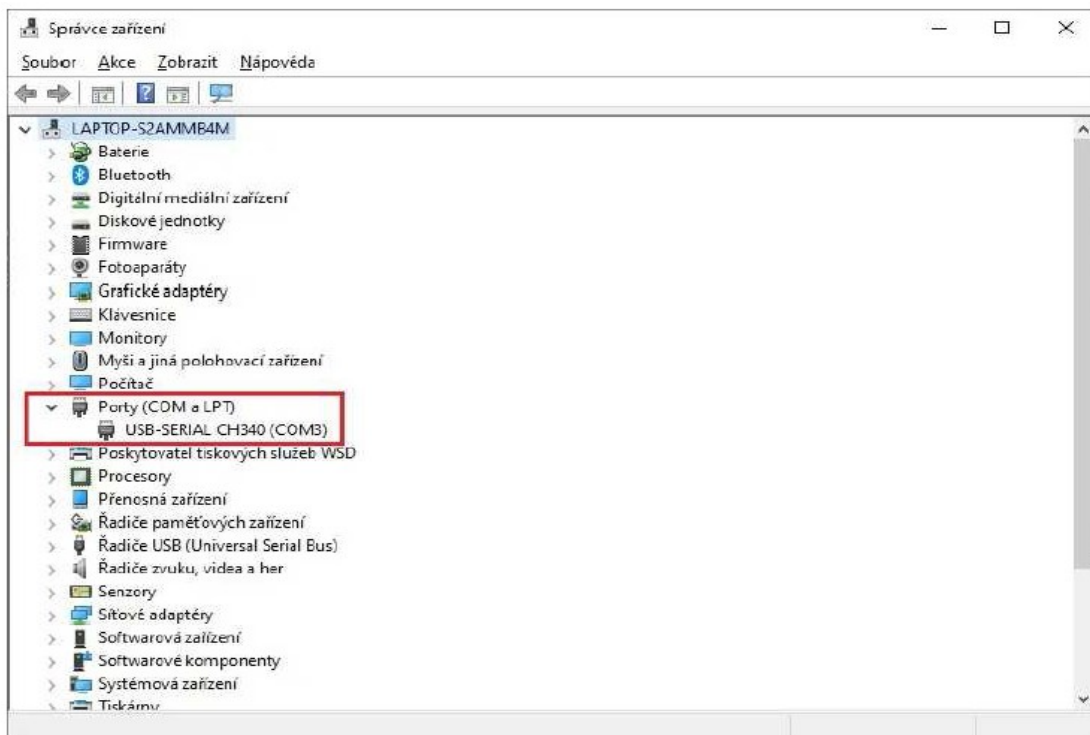 Správce zařízení
Soubor Akce Zobrazit Nápověda
LAPTOP-S2AMMB4M
Baterie
Bluetooth
Digitální mediální zařízení
Diskové jednotky
Firmware
Fotoaparáty
Grafické adaptéry
Klávesnice
Monitory
Myši a jiná polohovací zařízení
Počítač
Porty (COM a LPT)
USB-SERIAL CH340 (COM3)
Poskytovatel tiskových služeb WSD
Procesory
Přenosná zařízení
Řadiče paměťových zařízení
Řadiče USB (Universal Serial Bus)
Řadiče zvuku, videa a her
Senzory
Síťové adaptéry
Softwarová zařízení
Softwarové komponenty
Systémová zařízení
Tiskárny